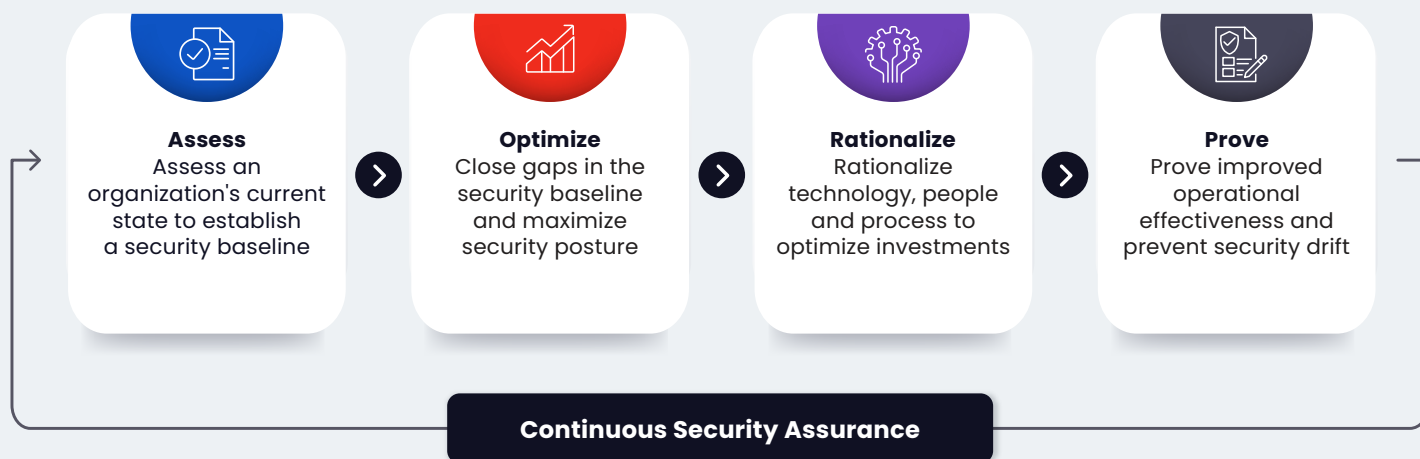 Assess
Assess an
organization's current
state to establish
a security baseline
Optimize
Close gaps in the
security baseline
and maximize
security posture
Rationalize
Rationalize
technology, people
and process to
optimize investments
Prove
Prove improved
operational
effectiveness and
prevent security drift
Continuous Security Assurance